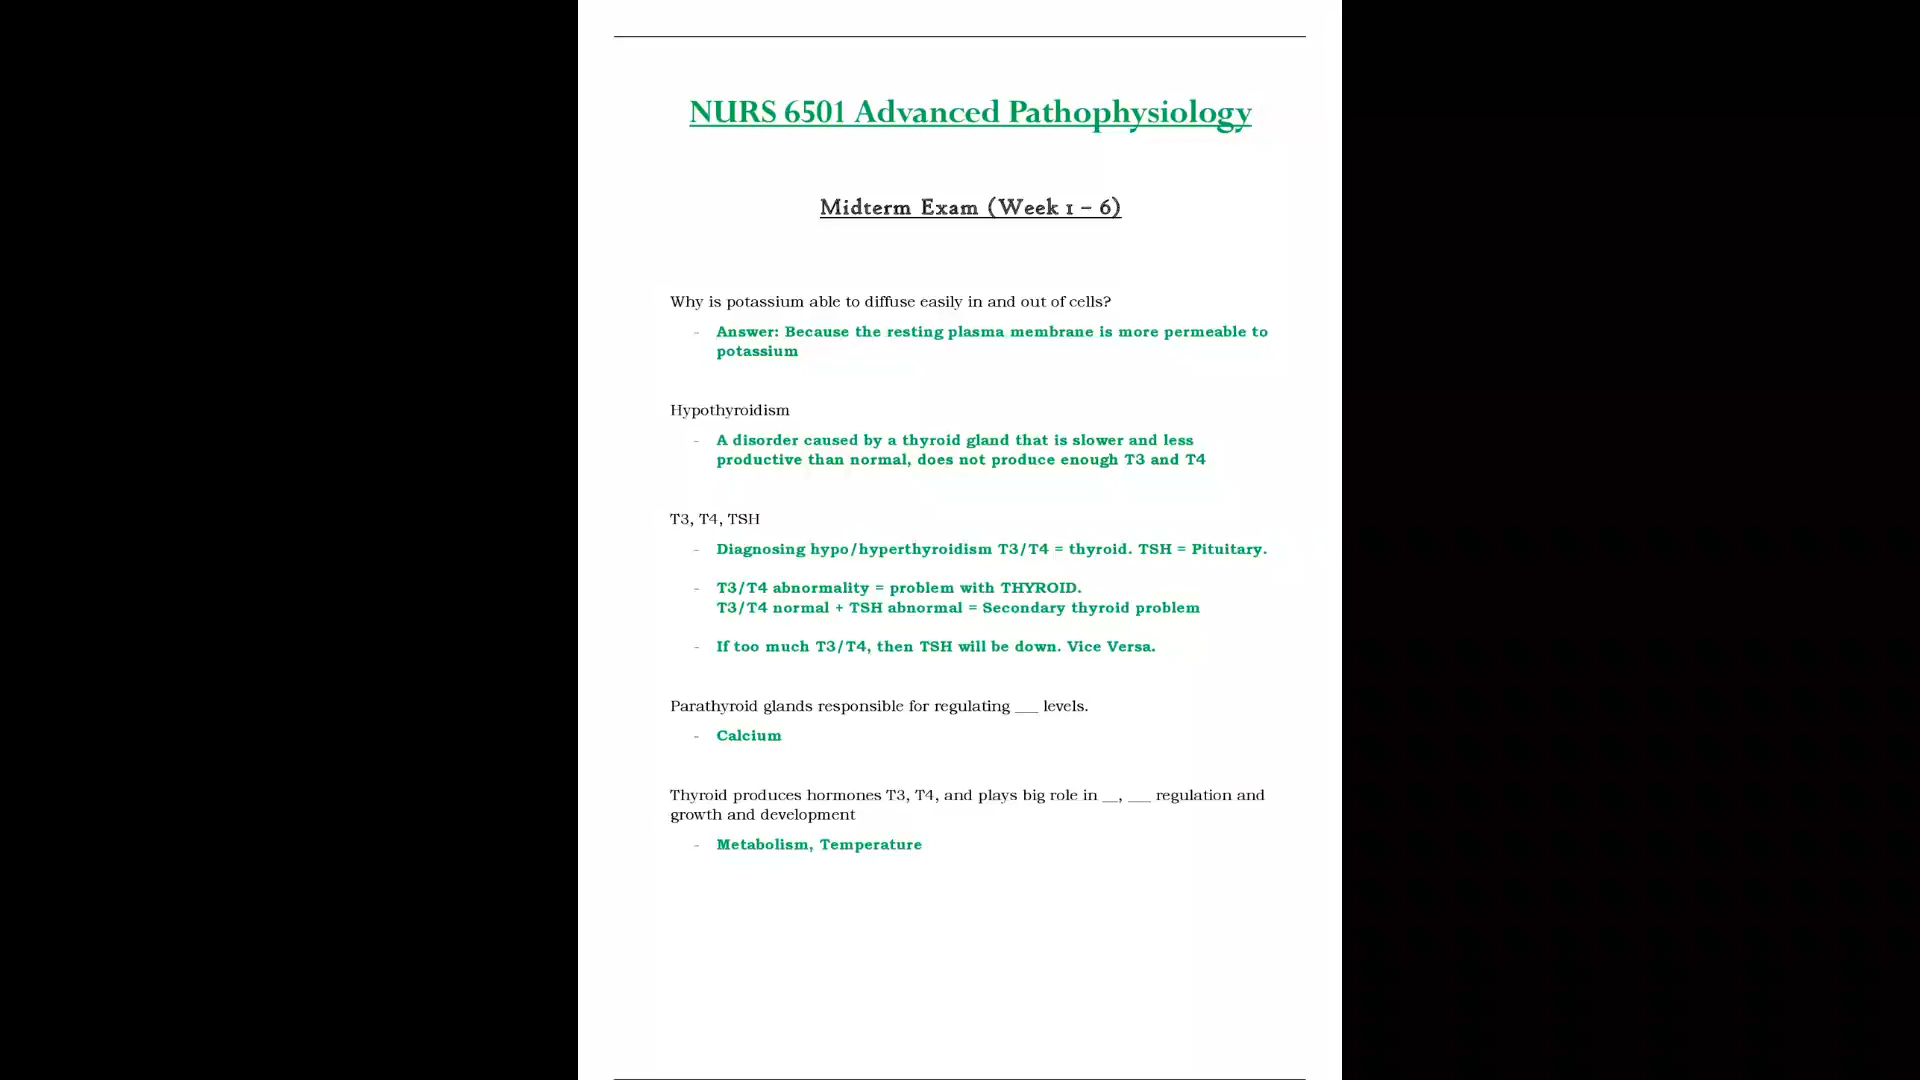 NURS 6501 Advanced Pathophysiology
Midterm Exam (Week 1 – 6)
Why is potassium able to diffuse easily in and out of cells?
- Answer: Because the resting plasma membrane is more permeable to
potassium
Hypothyroidism
- A disorder caused by a thyroid gland that is slower and less
productive than normal, does not produce enough T3 and T4
T3, T4, TSH
- Diagnosing hypo/hyperthyroidism T3/T4 = thyroid. TSH = Pituitary.
- T3/T4 abnormality = problem with THYROID.
T3/T4 normal + TSH abnormal = Secondary thyroid problem
- If too much T3/T4, then TSH will be down. Vice Versa.
Parathyroid glands responsible for regulating ___ levels.
- Calcium
Thyroid produces hormones T3, T4, and plays big role in __, ___ regulation and
growth and development
- Metabolism, Temperature